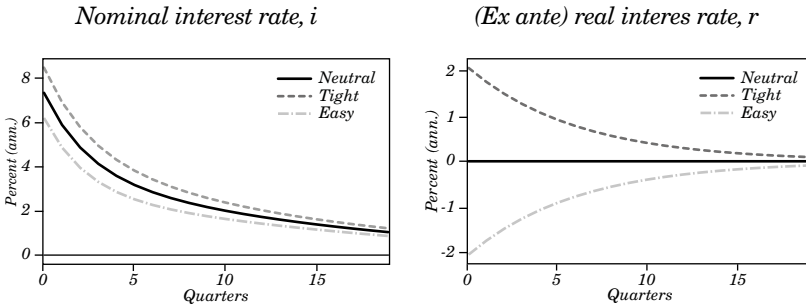 Nominal interest rate, i
Percent (ann.)
8
6
4
2
0
Neutral
Tight
Easy
0 5 10 15
Quarters
(Ex ante) real interes rate, r
Percent (ann.)
2
1
0
-1
-2
Neutral
Tight
Easy
0 5 10 15
Quarters